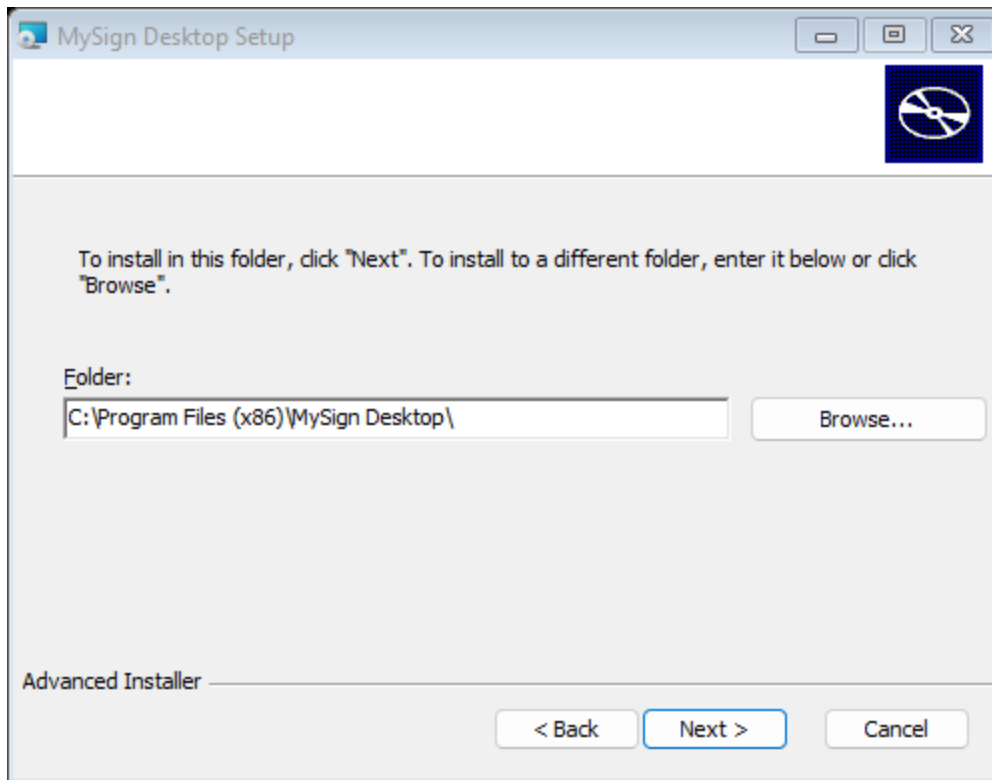 MySign Desktop Setup
To install in this folder, click "Next". To install to a different folder, enter it below or click
"Browse".
Folder:
C:\Program Files (x86)\MySign Desktop\
Browse...
Advanced Installer
< Back
Next >
Cancel